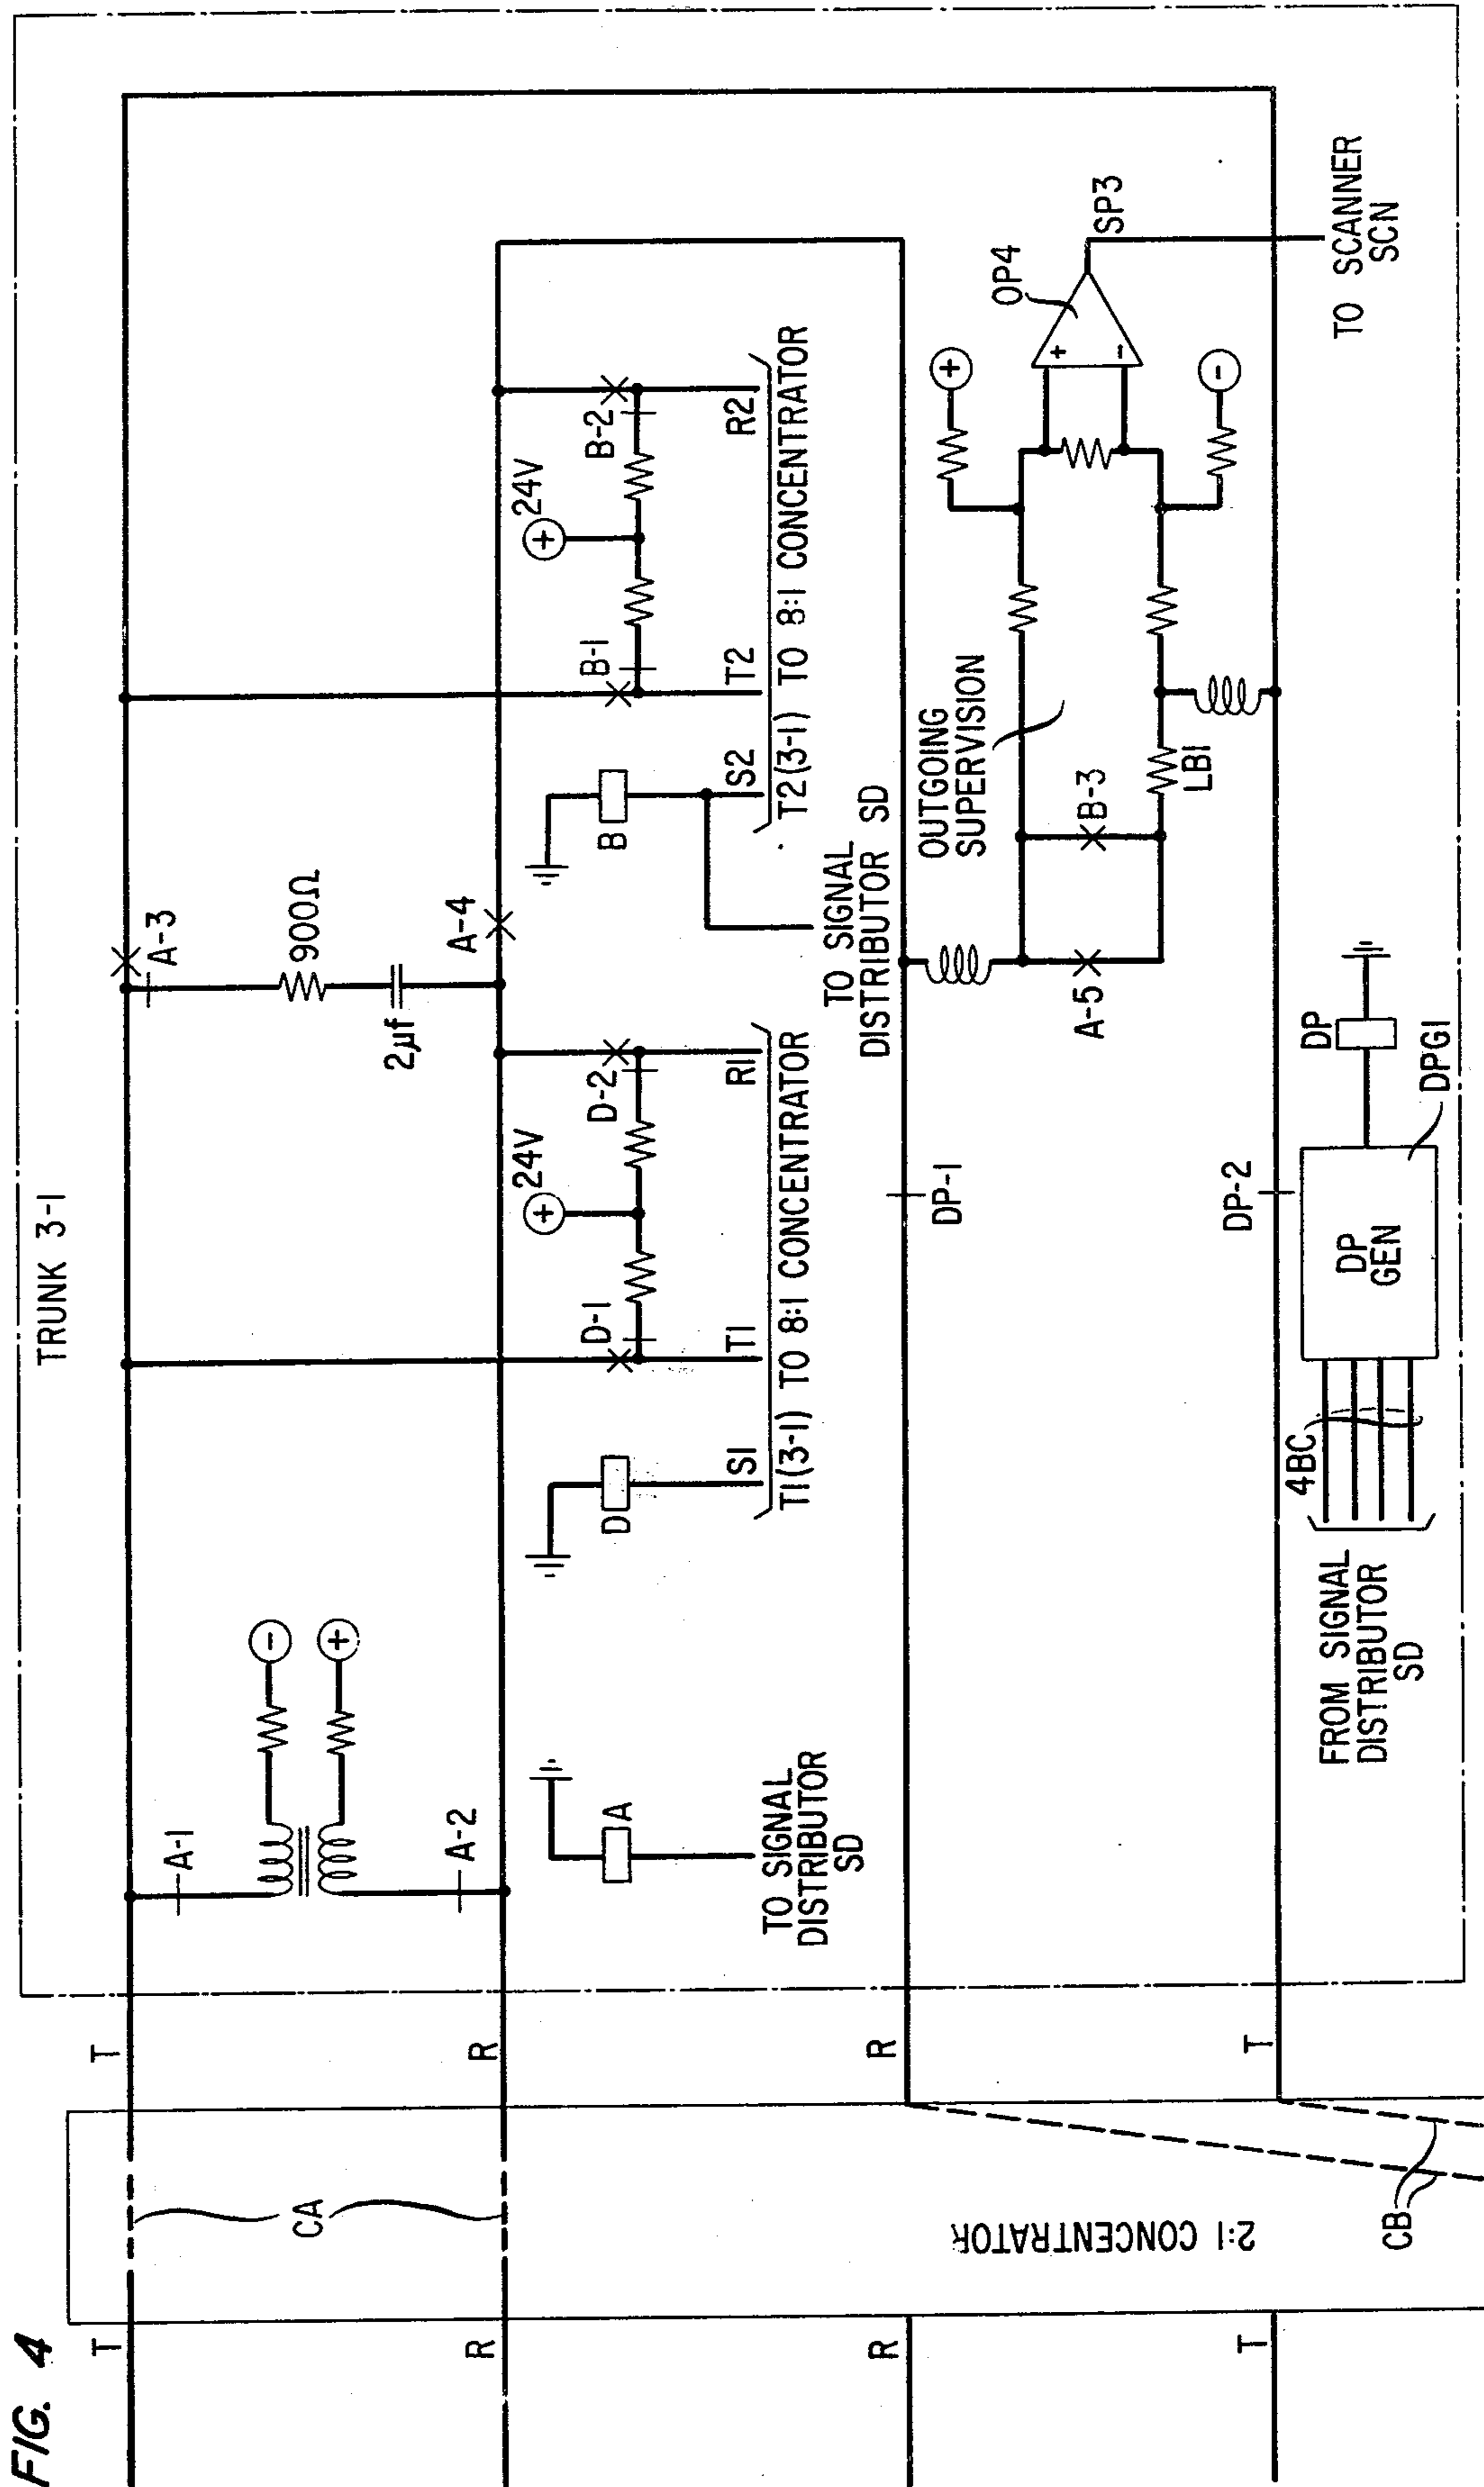 FIG. 4
TRUNK 3-1
T
T
A-1
A-3
-
+
900Ω
2μf
CA
A-2
A-4
R
R
A
TO SIGNAL
DISTRIBUTOR
SD
D
D-1
24V
+
D-2
S1
T1
R1
T1(3-1) TO 8:1 CONCENTRATOR
B
B-1
24V
+
B-2
S2
T2
R2
T2(3-1) TO 8:1 CONCENTRATOR
TO SIGNAL
DISTRIBUTOR SD
R
R
DP-1
OUTGOING
SUPERVISION
A-5
B-3
LB1
+
-
OP4
+
-
SP3
2:1 CONCENTRATOR
T
T
DP-2
TO SCANNER
SCN
CB
FROM SIGNAL
DISTRIBUTOR
SD
4BC
DP
GEN
DP
DPG1